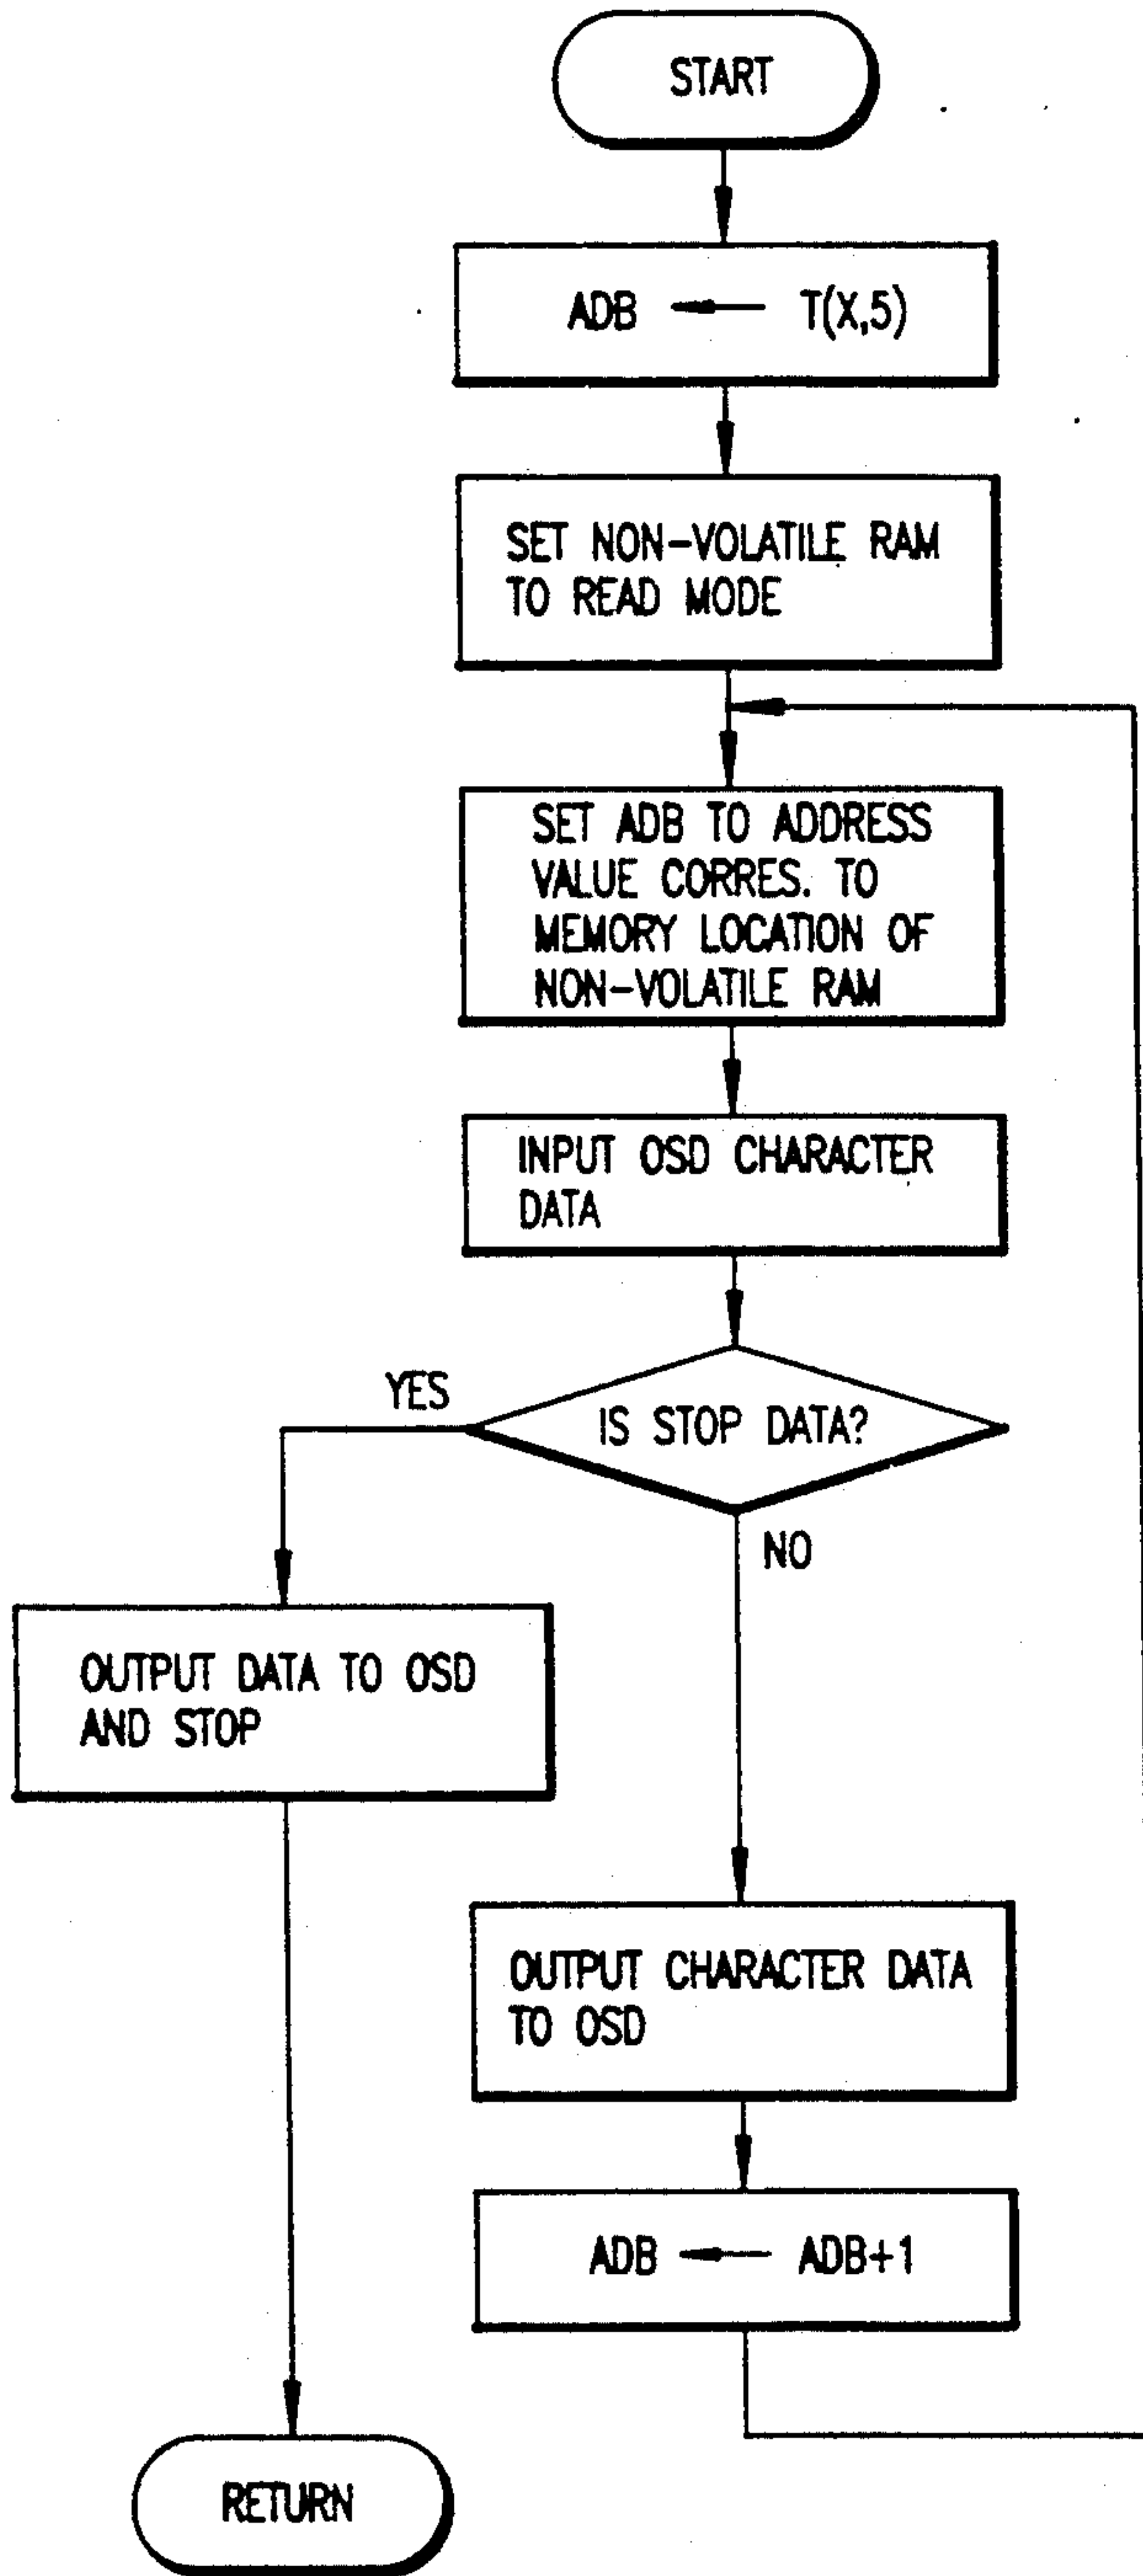 START
ADB ← T(X,5)
SET NON-VOLATILE RAM
TO READ MODE
SET ADB TO ADDRESS
VALUE CORRES. TO
MEMORY LOCATION OF
NON-VOLATILE RAM
INPUT OSD CHARACTER
DATA
IS STOP DATA?
YES
NO
OUTPUT DATA TO OSD
AND STOP
OUTPUT CHARACTER DATA
TO OSD
ADB ← ADB+1
RETURN